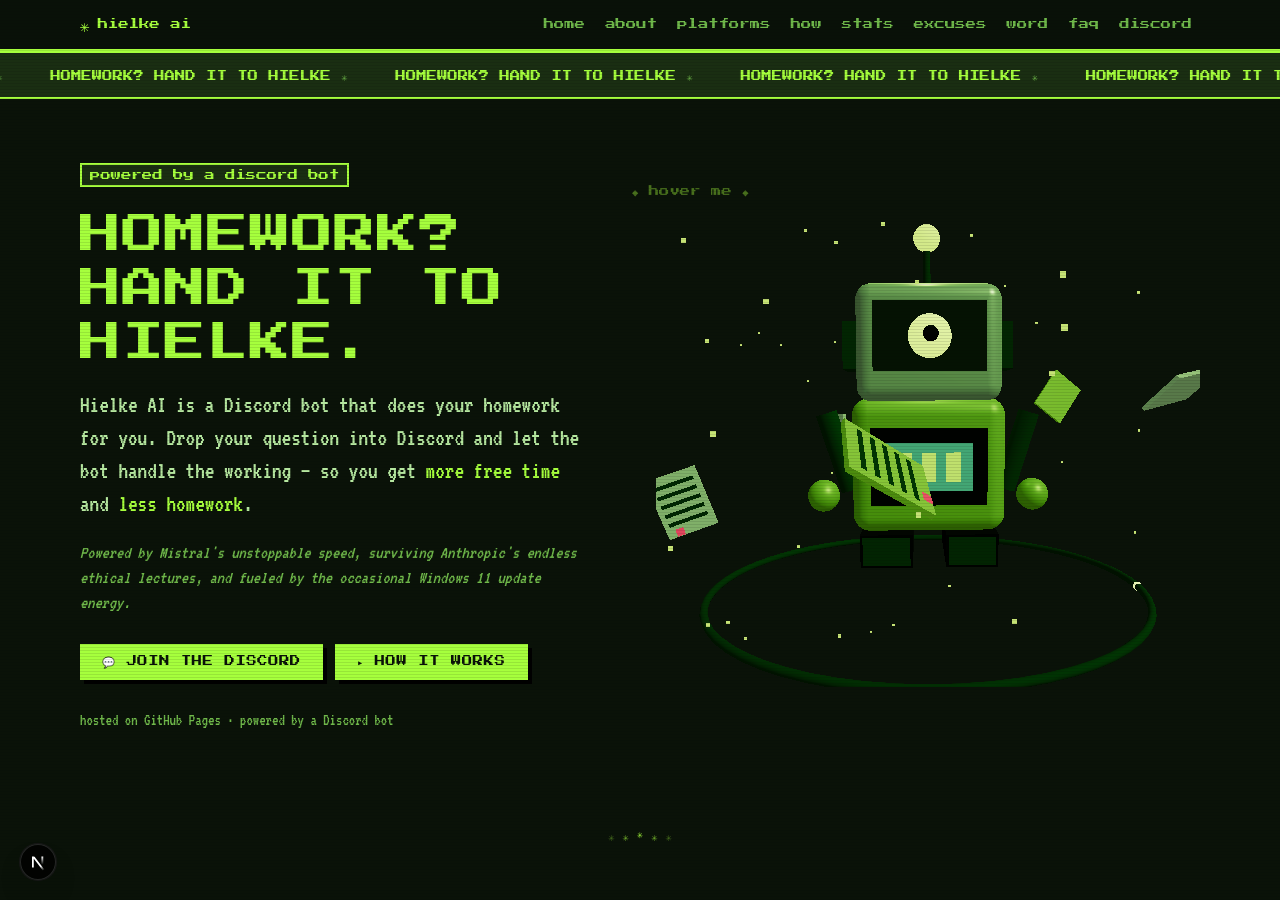 hielke ai
home about platforms how stats excuses word faq discord
HOMEWORK? HAND IT TO HIELKE HOMEWORK? HAND IT TO HIELKE HOMEWORK? HAND IT TO HIELKE HOMEWORK? HAND IT T
powered by a discord bot
hover me
HOMEWORK?
HAND IT TO
HIELKE.
Hielke AI is a Discord bot that does your homework
for you. Drop your question into Discord and let the
bot handle the working — so you get more free time
and less homework.
Powered by Mistral's unstoppable speed, surviving Anthropic's endless
ethical lectures, and fueled by the occasional Windows 11 update
energy.
JOIN THE DISCORD
HOW IT WORKS
hosted on GitHub Pages · powered by a Discord bot
N